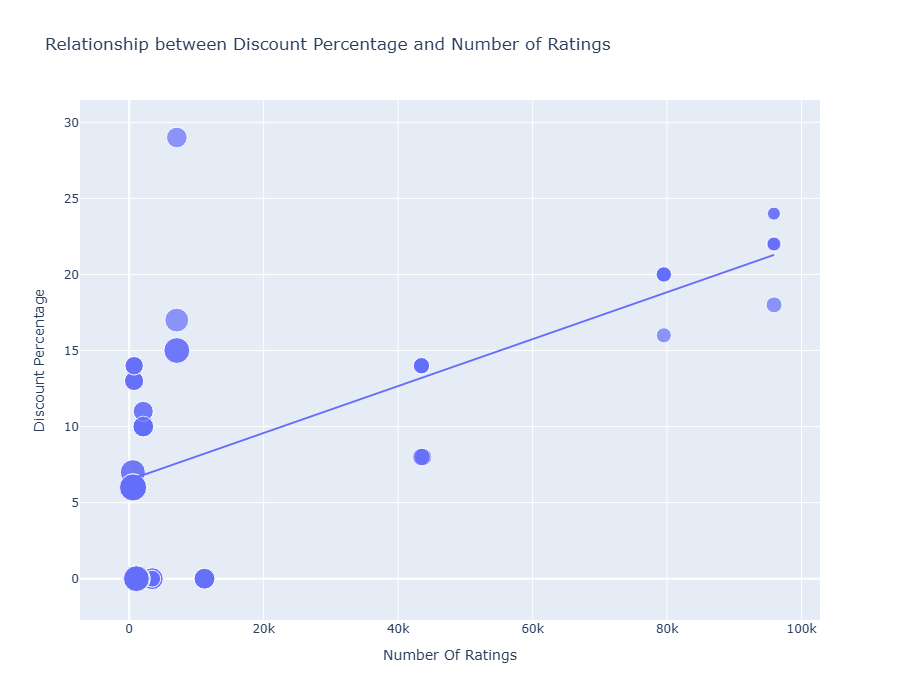 Relationship between Discount Percentage and Number of Ratings
30
25
20
15
10
5
0
Discount Percentage
0 20k 40k 60k 80k 100k
Number Of Ratings